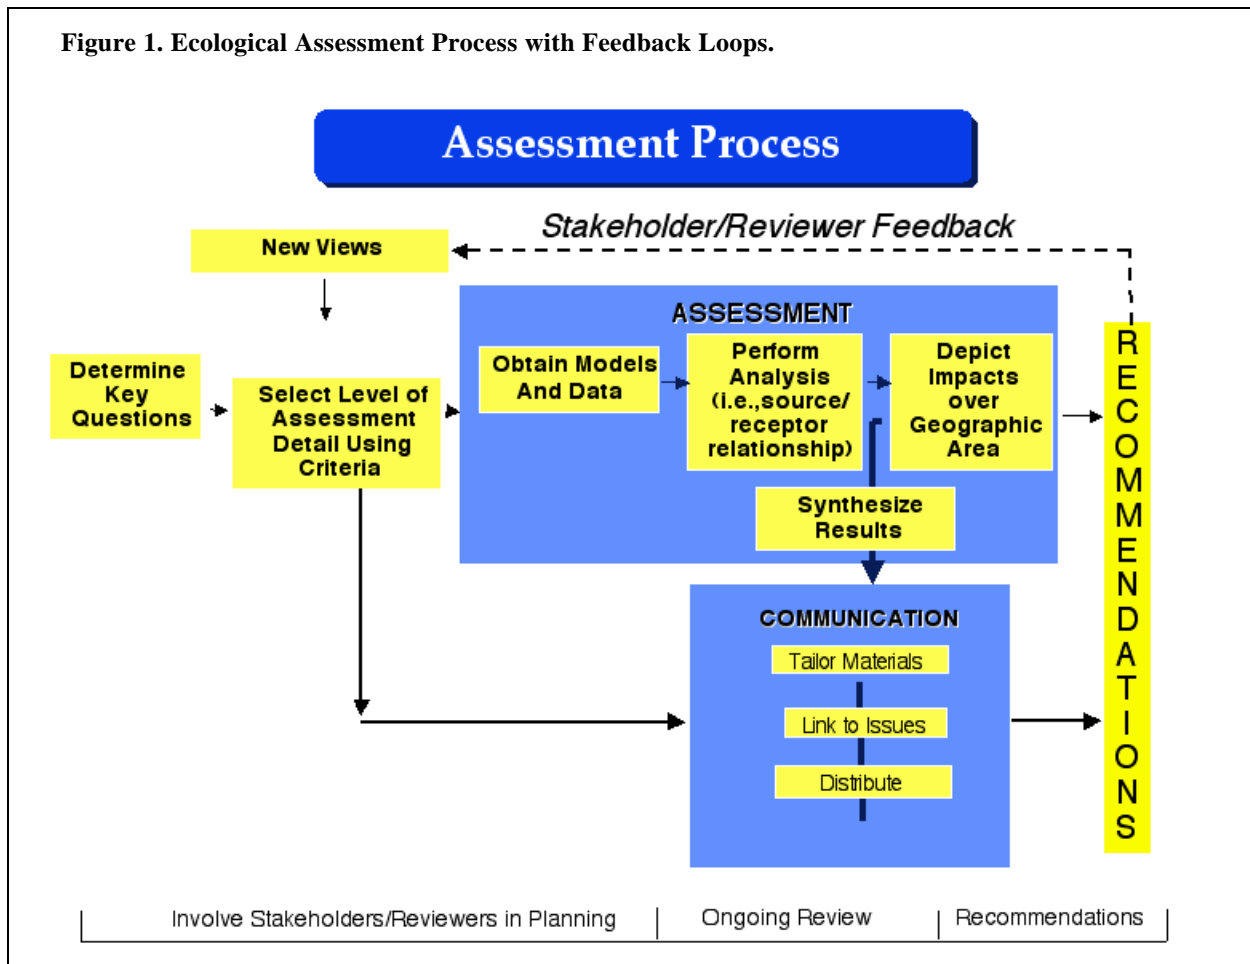 Figure 1. Ecological Assessment Process with Feedback Loops.
Assessment Process
Stakeholder/Reviewer Feedback
New Views
Determine
Key
Questions
Select Level of
Assessment
Detail Using
Criteria
ASSESSMENT
Obtain Models
And Data
Perform
Analysis
(i.e.,source/
receptor
relationship)
Depict
Impacts
over
Geographic
Area
Synthesize
Results
COMMUNICATION
Tailor Materials
Link to Issues
Distribute
RECOMMENDATIONS
Involve Stakeholders/Reviewers in Planning
Ongoing Review
Recommendations